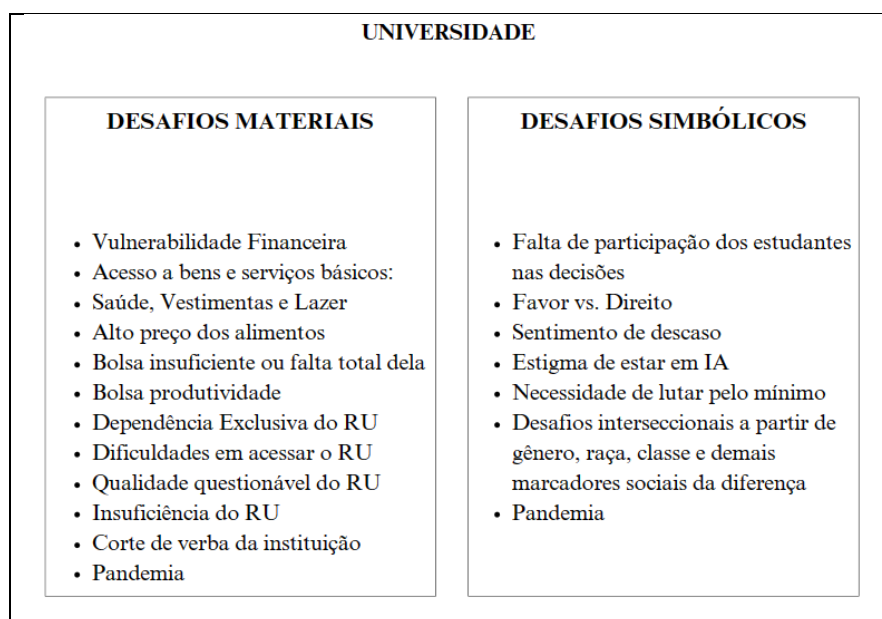 UNIVERSIDADE
DESAFIOS MATERIAIS
• Vulnerabilidade Financeira
• Acesso a bens e serviços básicos:
• Saúde, Vestimentas e Lazer
• Alto preço dos alimentos
• Bolsa insuficiente ou falta total dela
• Bolsa produtividade
• Dependência Exclusiva do RU
• Dificuldades em acessar o RU
• Qualidade questionável do RU
• Insuficiência do RU
• Corte de verba da instituição
• Pandemia
DESAFIOS SIMBÓLICOS
• Falta de participação dos estudantes
nas decisões
• Favor vs. Direito
• Sentimento de descaso
• Estigma de estar em IA
• Necessidade de lutar pelo mínimo
• Desafios interseccionais a partir de
gênero, raça, classe e demais
marcadores sociais da diferença
• Pandemia